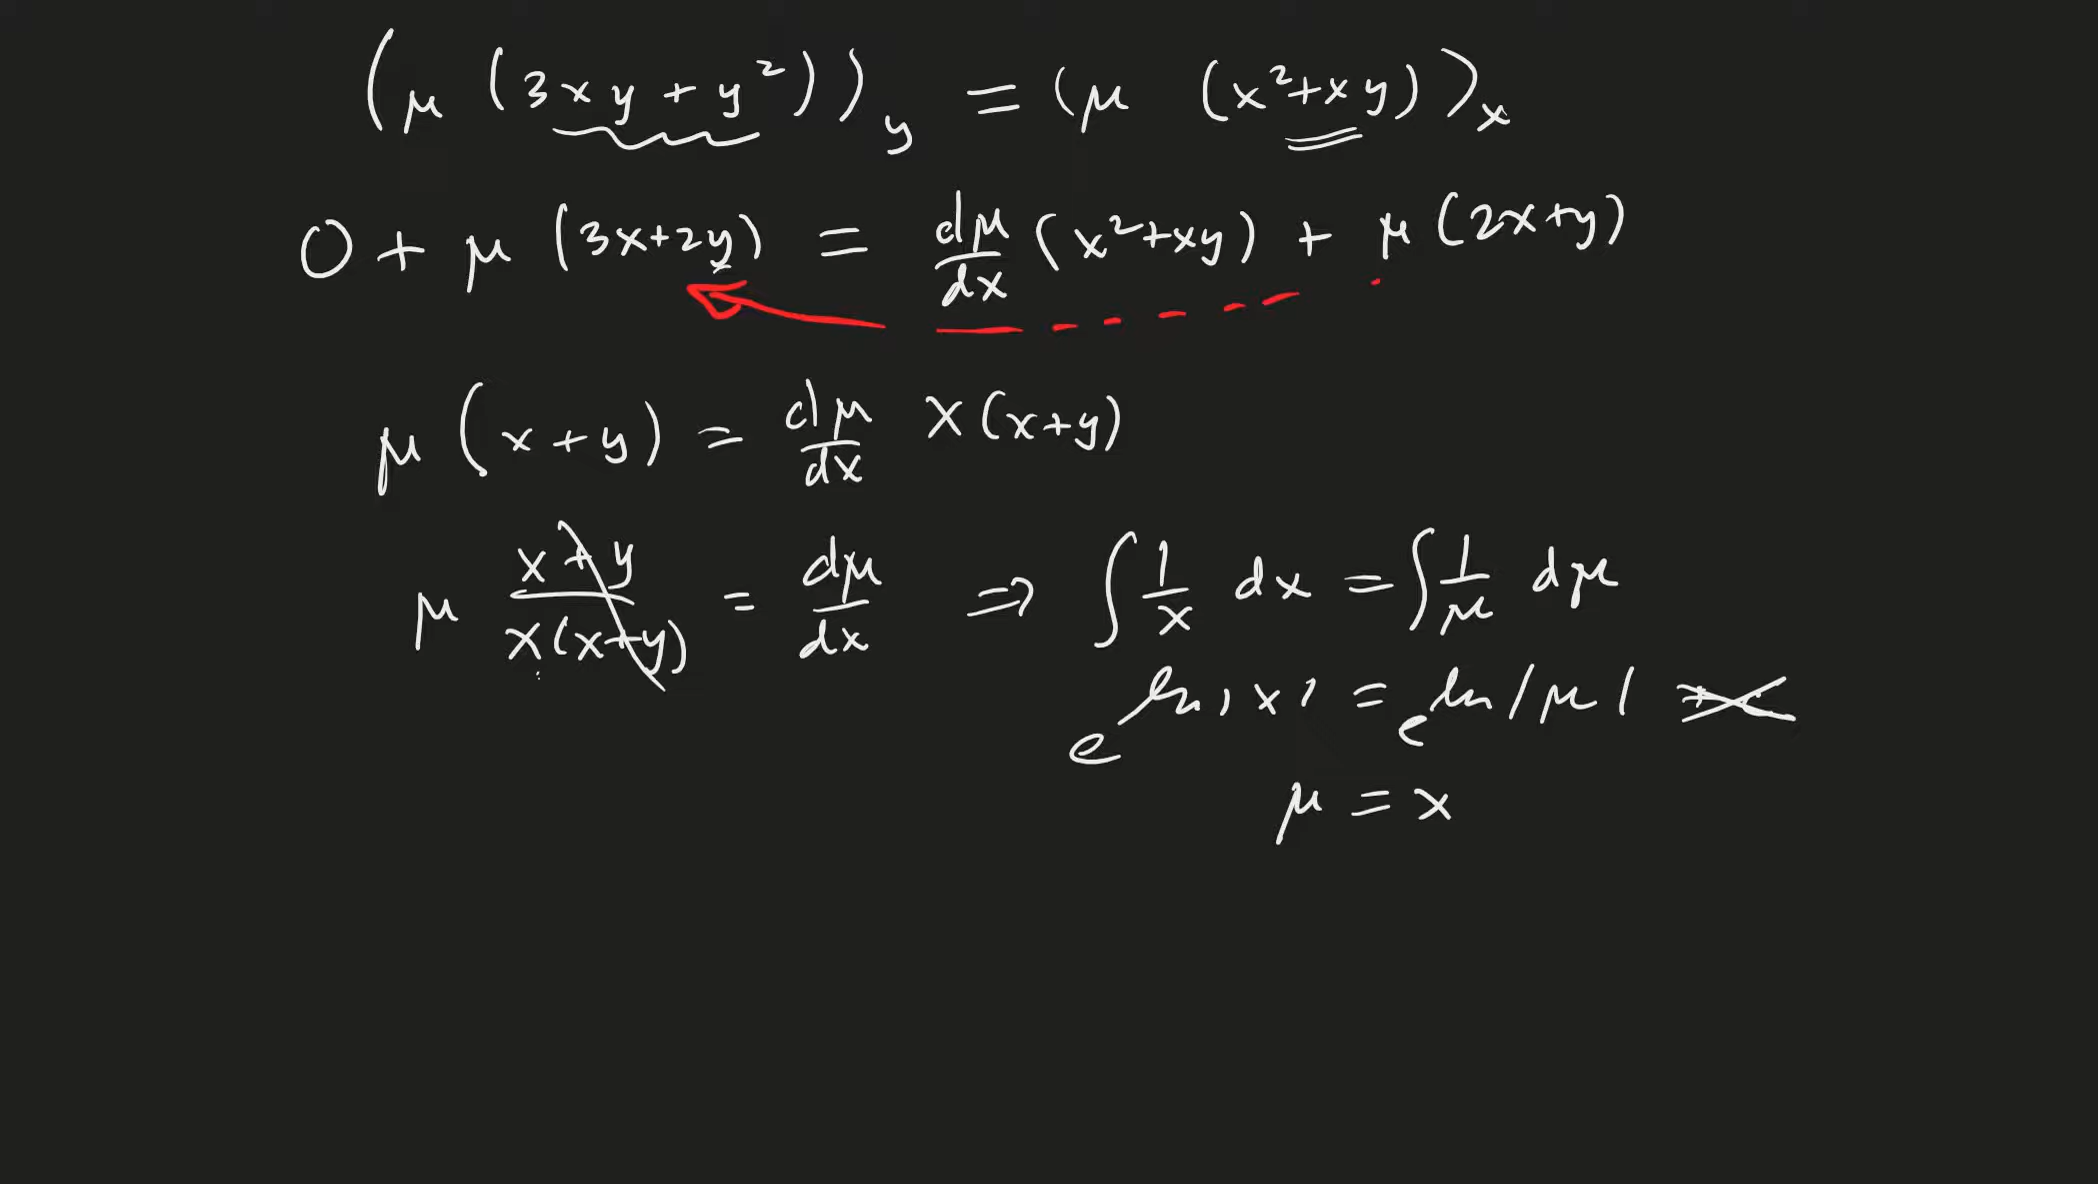 (μ (3xy + y²))_y = (μ (x²+xy))_x
0 + μ (3x+2y) = dμ/dx (x²+xy) + μ (2x+y)
μ (x+y) = dμ/dx x(x+y)
μ (x+y)/(x(x+y)) = dμ/dx ⇒ ∫ 1/x dx = ∫ 1/μ dμ
e^{ln|x|} = e^{ln|μ|}
μ = x